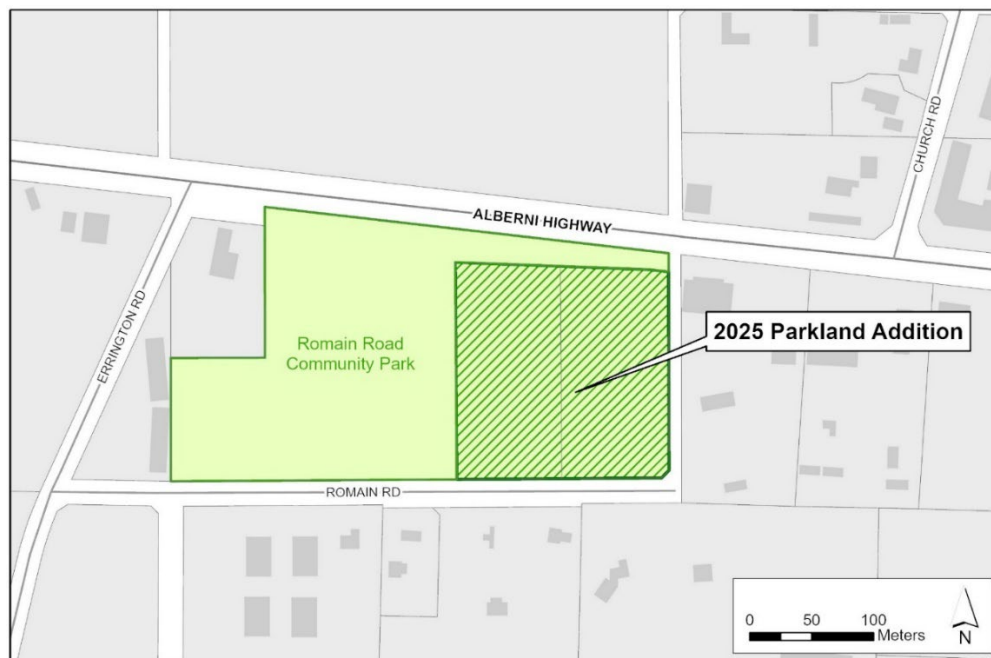 CHURCH RD
ALBERNI HIGHWAY
ERRINGTON RD
Romain Road
Community Park
2025 Parkland Addition
ROMAIN RD
0 50 100
Meters
N